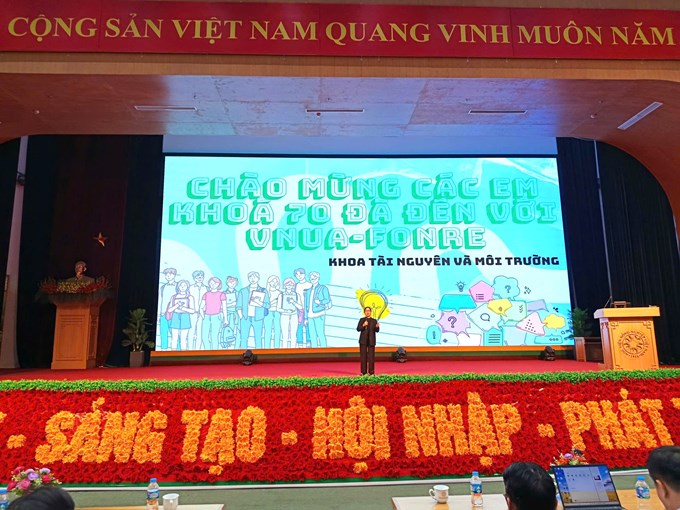 CỘNG SẢN VIỆT NAM QUANG VINH MUÔN NĂM
CHÀO MỪNG CÁC EM
KHÓA 70 ĐÃ ĐẾN VỚI
VNUA-FONRE
KHOA TÀI NGUYÊN VÀ MÔI TRƯỜNG
- SÁNG TẠO - HỘI NHẬP - PHÁT